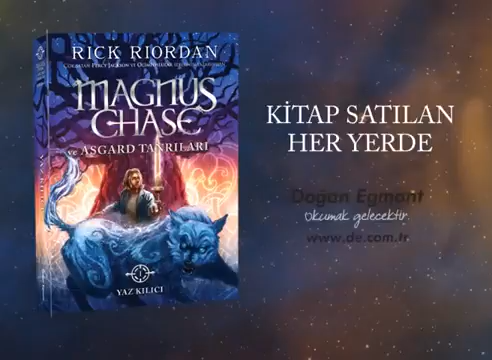 RICK RIORDAN
MAGNUS
CHASE
ve ASGARD TANRILARI
YAZ KILICI
KİTAP SATILAN
HER YERDE
Doğan Egmont
Okumak gelecektir.
www.de.com.tr